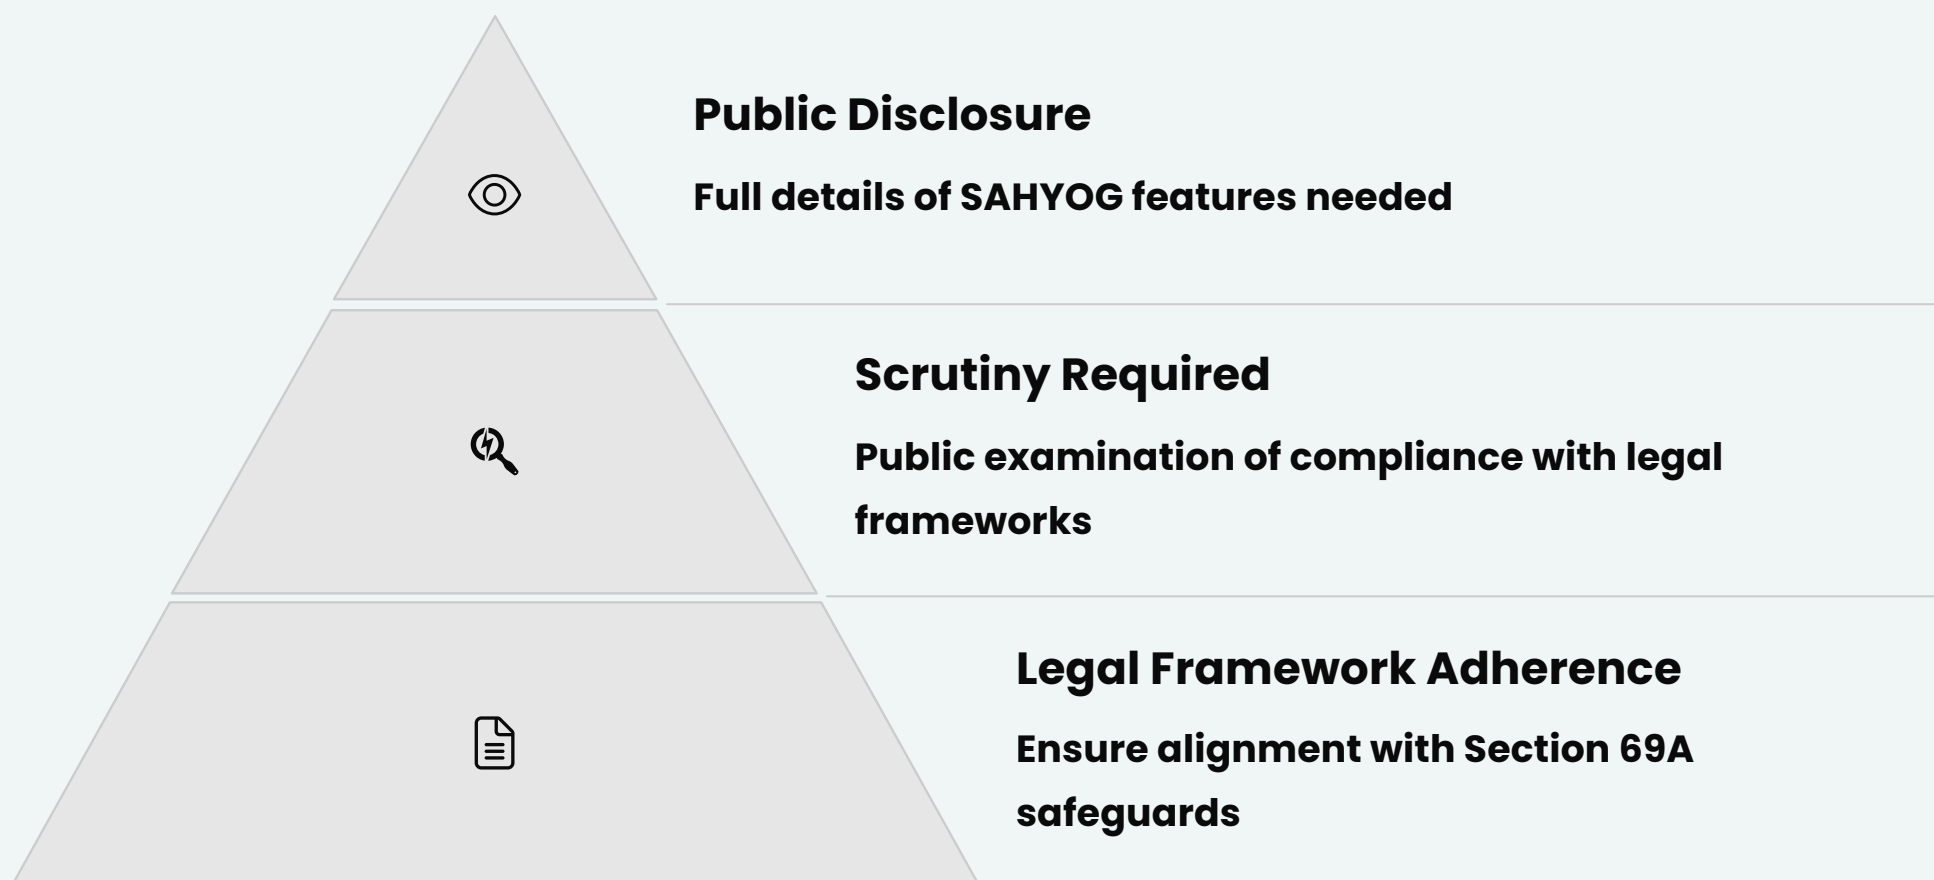 Public Disclosure
Full details of SAHYOG features needed
Scrutiny Required
Public examination of compliance with legal
frameworks
Legal Framework Adherence
Ensure alignment with Section 69A
safeguards